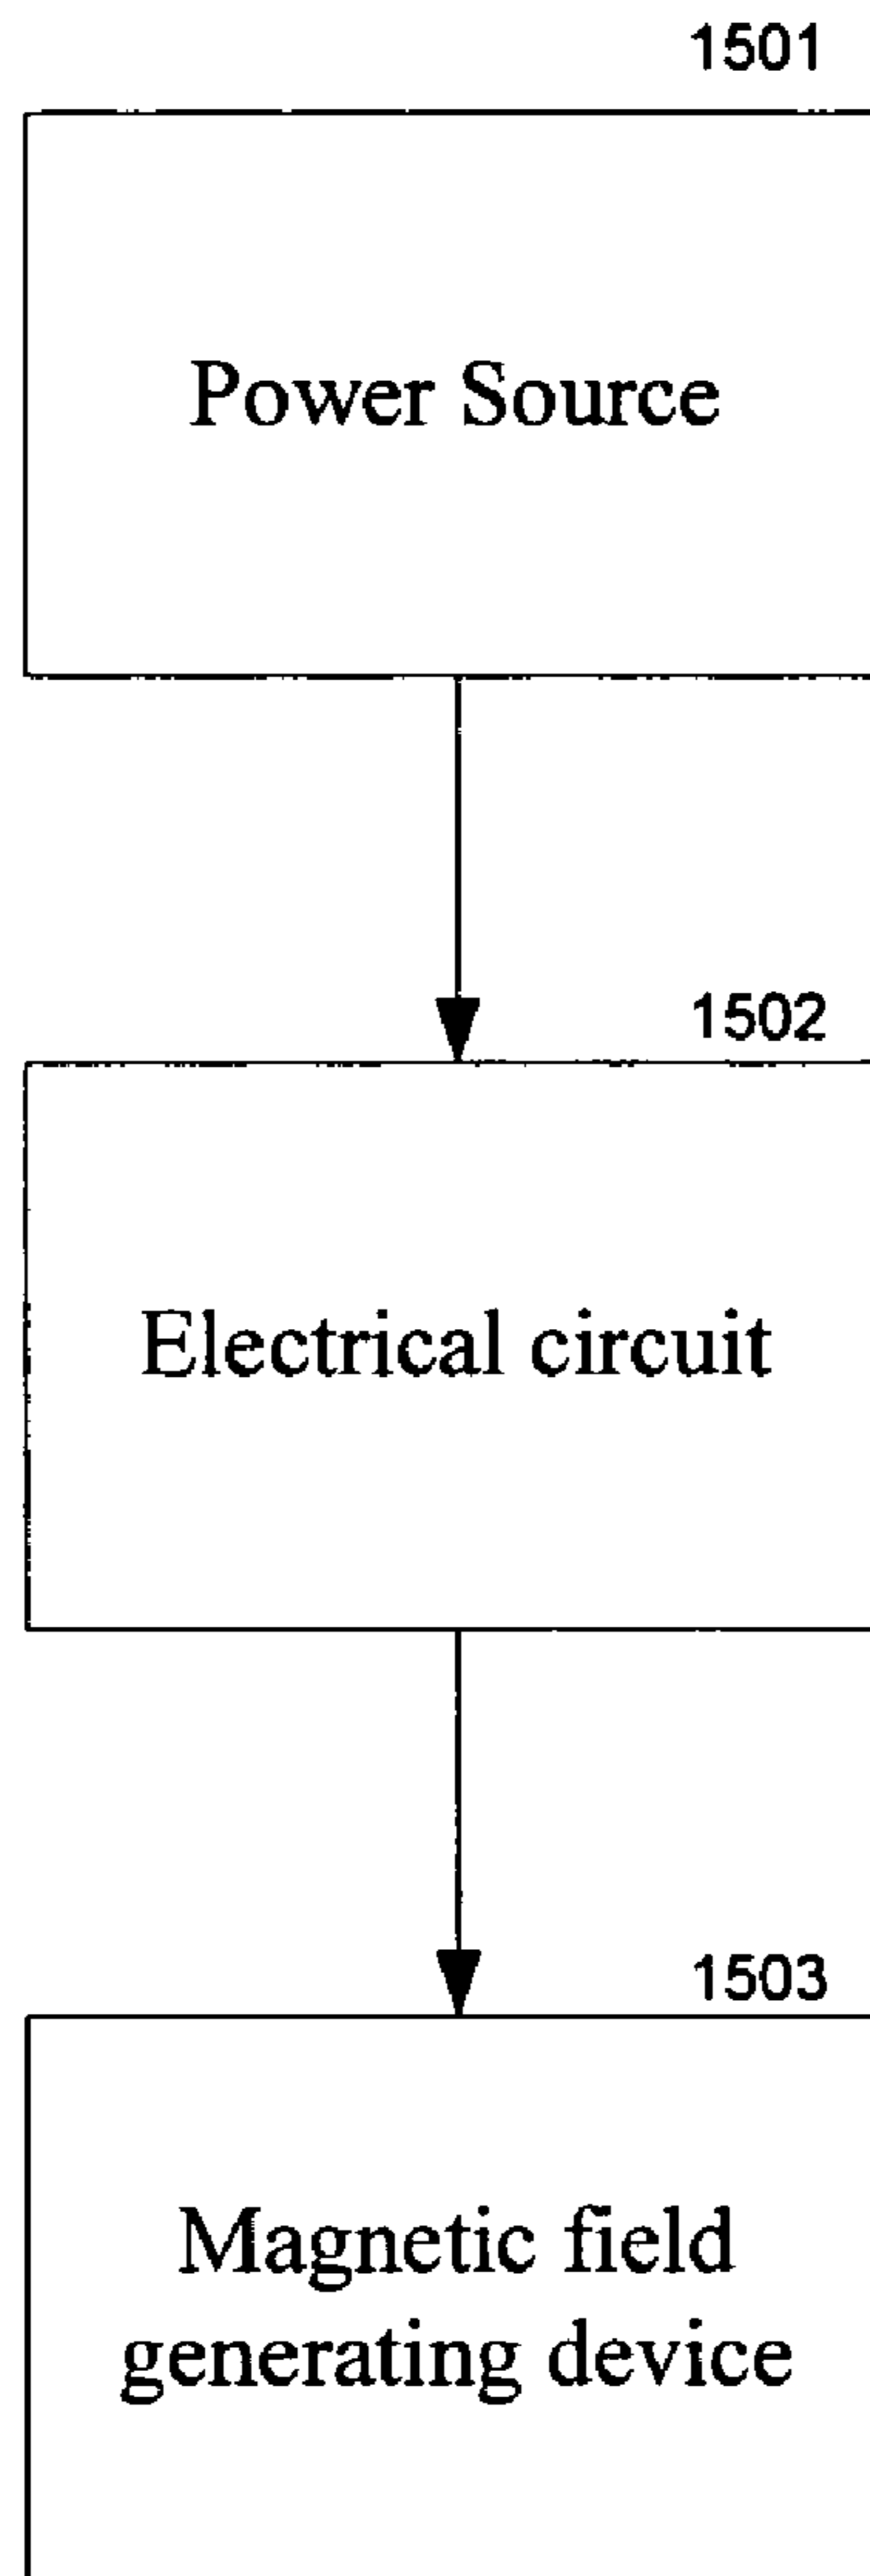 1501
Power Source
1502
Electrical circuit
1503
Magnetic field
generating device